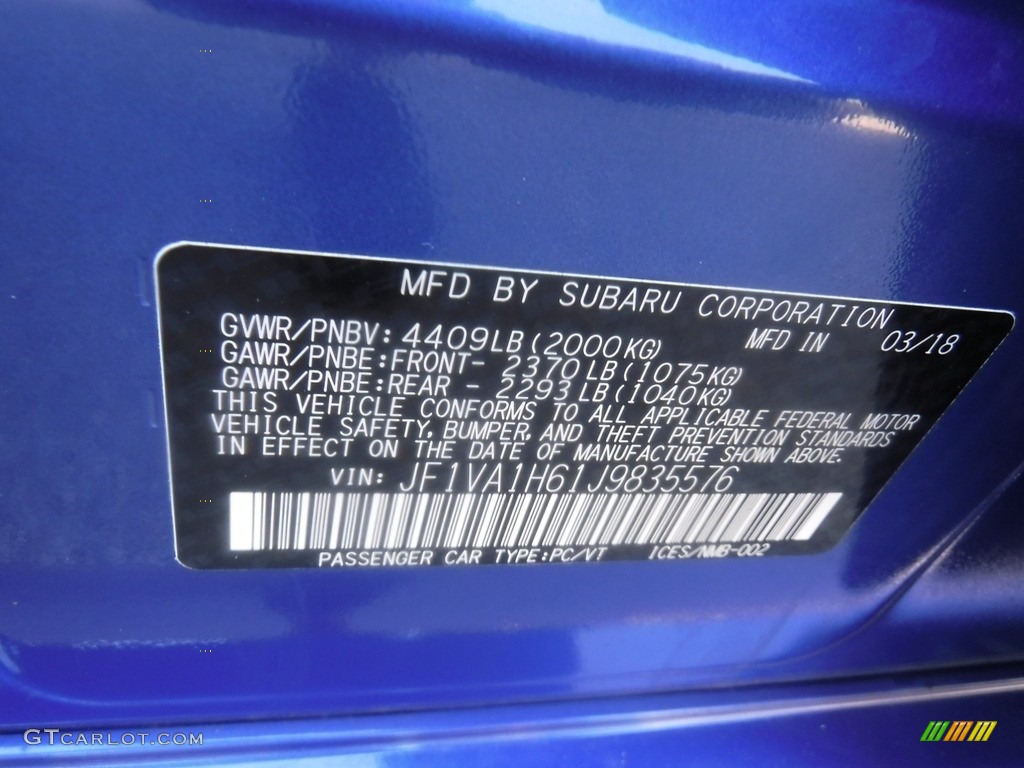 MFD BY SUBARU CORPORATION
GVWR/PNBV: 4409LB(2000KG) MFD IN 03/18
GAWR/PNBE:FRONT- 2370LB(1075KG)
GAWR/PNBE:REAR - 2293LB(1040KG)
THIS VEHICLE CONFORMS TO ALL APPLICABLE FEDERAL MOTOR
VEHICLE SAFETY, BUMPER, AND THEFT PREVENTION STANDARDS
IN EFFECT ON THE DATE OF MANUFACTURE SHOWN ABOVE.
VIN: JF1VA1H61J9835576
PASSENGER CAR TYPE:PC/VT ICES/NMB-002
GTCARLOT.COM